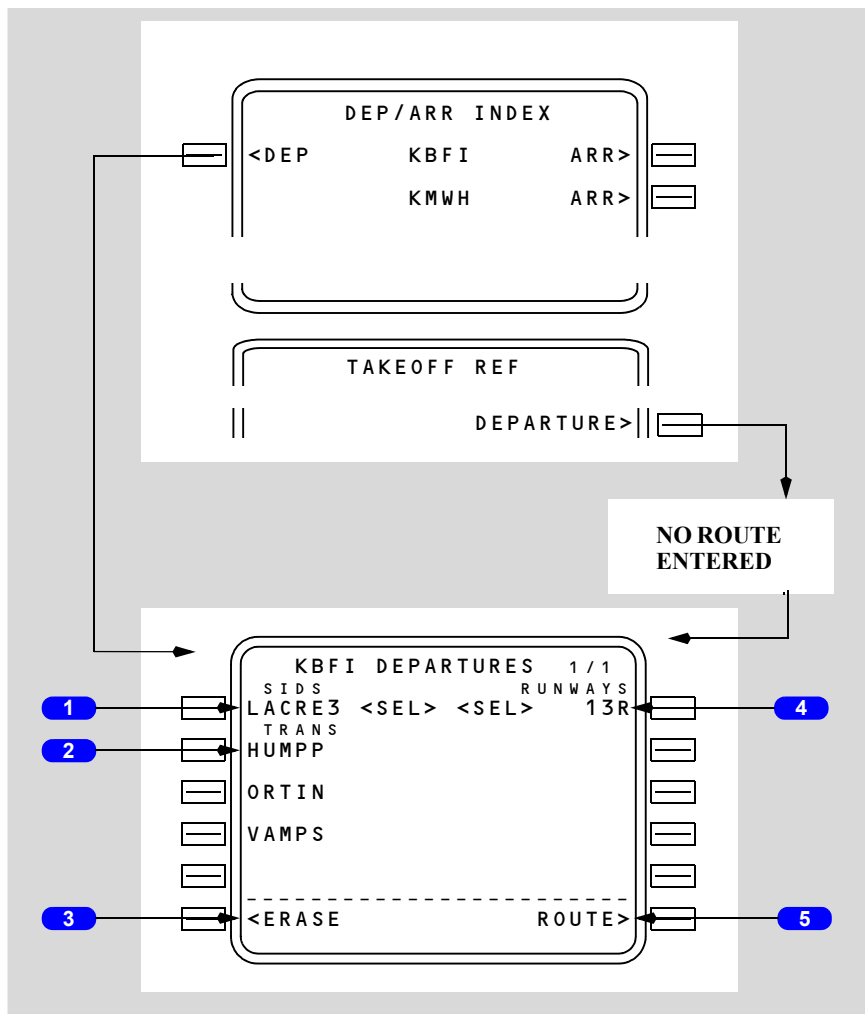 DEP/ARR INDEX
<DEP KBFI ARR>
KMWH ARR>
TAKEOFF REF
DEPARTURE>
NO ROUTE
ENTERED
KBFI DEPARTURES 1/1
SIDS RUNWAYS
1 LACRE3 <SEL> <SEL> 13R 4
TRANS
2 HUMPP
ORTIN
VAMPS
------------------------
3 <ERASE ROUTE> 5